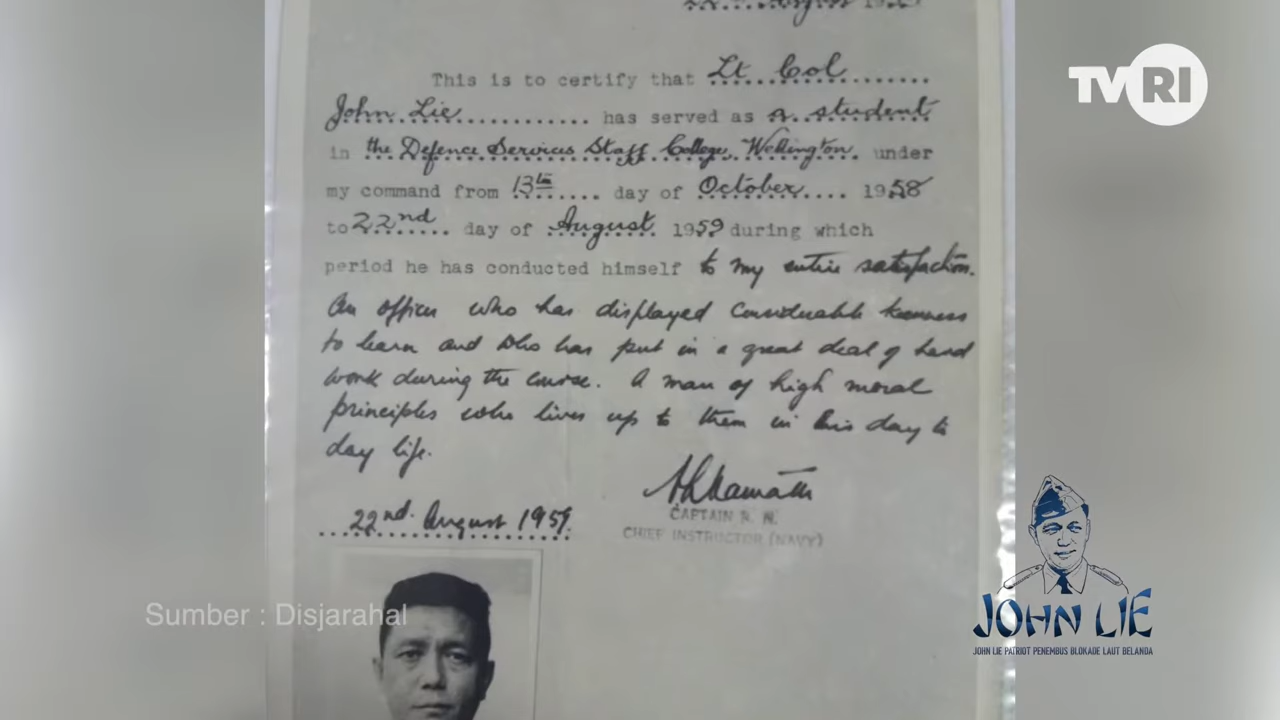 August 19
TVRI
This is to certify that Lt Col
John Lie has served as a student
in the Defence Services Staff College, Wellington. under
my command from 13th day of October 1958
to 22nd day of August 1959 during which
period he has conducted himself to my entire satisfaction.
An officer who has displayed considerable keenness
to learn and who has put in a great deal of hard
work during the course. A man of high moral
principles who lives up to them in his day to
day life.
CAPTAIN
CHIEF INSTRUCTOR (NAVY)
22nd August 1959
Sumber : Disjarahal
JOHN LIE
JOHN LIE PATRIOT PENEMBUS BLOKADE LAUT BELANDA